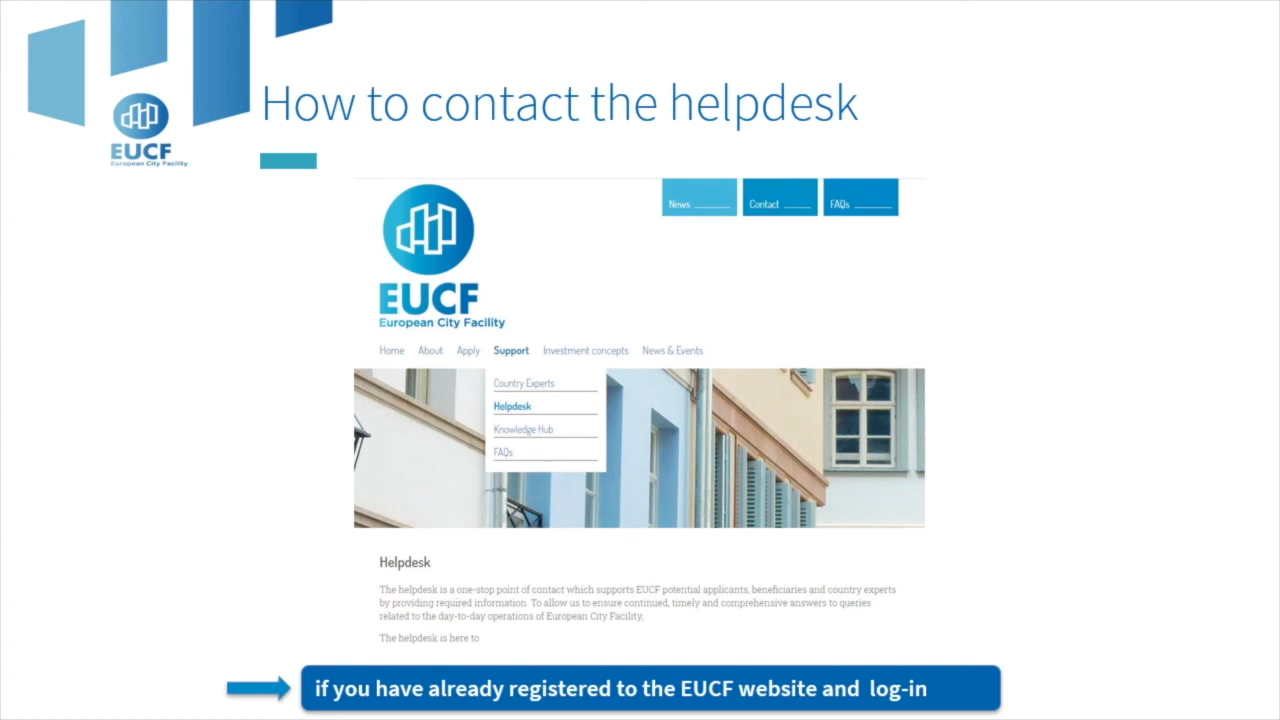 How to contact the helpdesk
EUCF
European City Facility
News
Contact
FAQs
EUCF
European City Facility
Home About Apply Support Investment concepts News & Events
Country Experts
Helpdesk
Knowledge Hub
FAQs
Helpdesk
The helpdesk is a one-stop point of contact which supports EUCF potential applicants, beneficiaries and country experts
by providing required information. To allow us to ensure continued, timely and comprehensive answers to queries
related to the day-to-day operations of European City Facility,
The helpdesk is here to
if you have already registered to the EUCF website and log-in